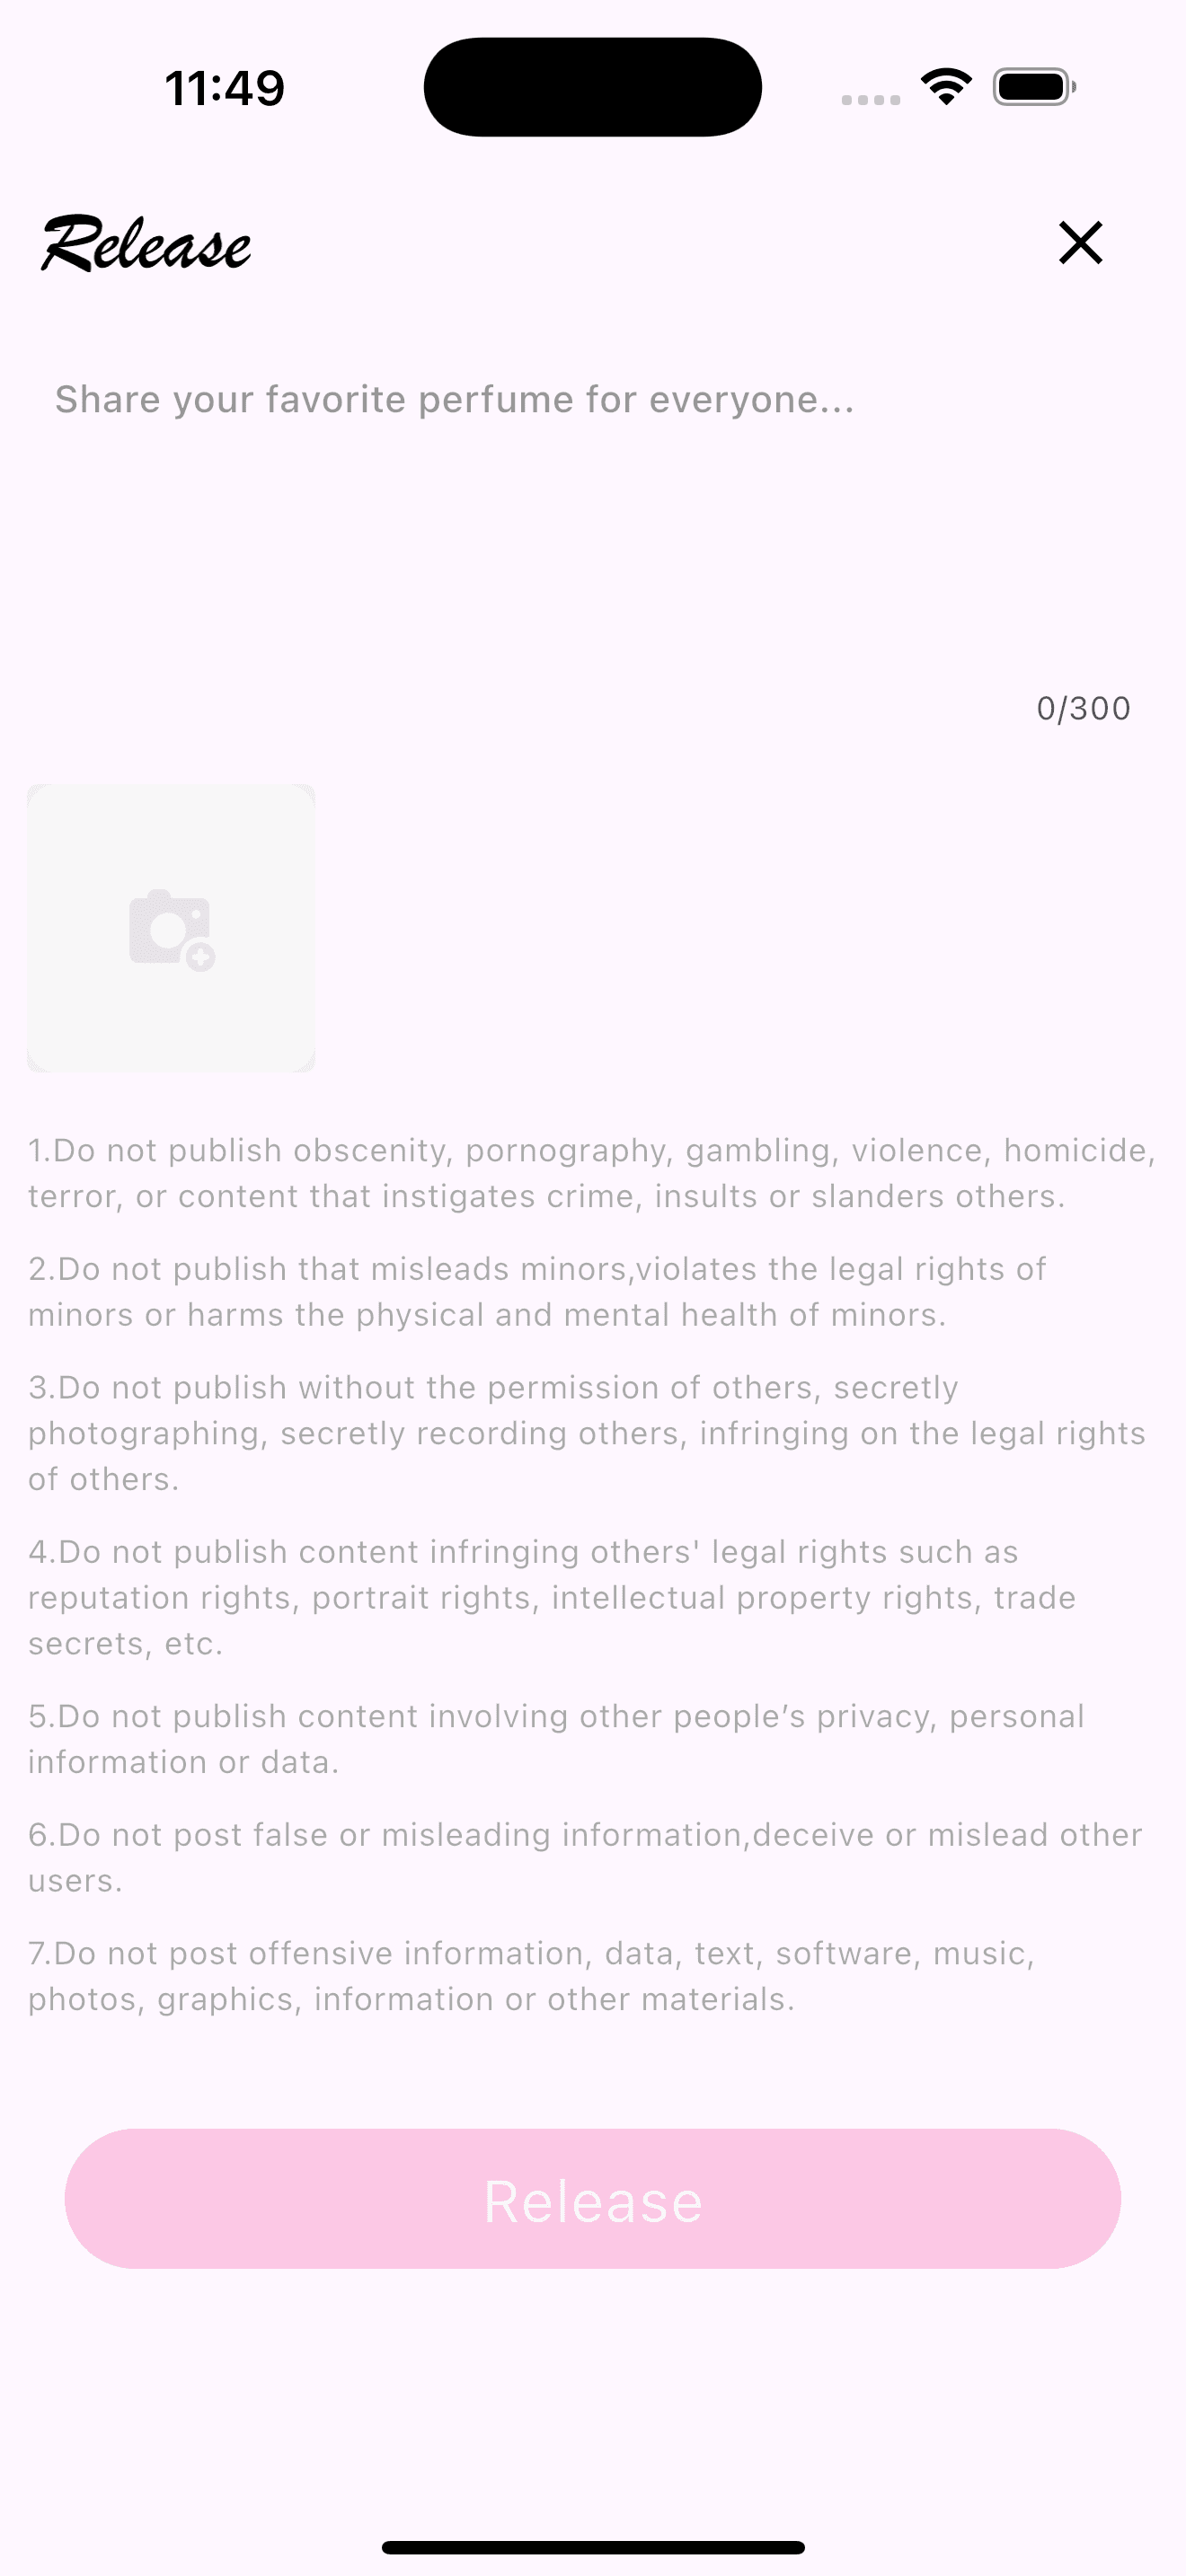 11:49
Release
Share your favorite perfume for everyone...
0/300
1.Do not publish obscenity, pornography, gambling, violence, homicide,
terror, or content that instigates crime, insults or slanders others.
2.Do not publish that misleads minors,violates the legal rights of
minors or harms the physical and mental health of minors.
3.Do not publish without the permission of others, secretly
photographing, secretly recording others, infringing on the legal rights
of others.
4.Do not publish content infringing others' legal rights such as
reputation rights, portrait rights, intellectual property rights, trade
secrets, etc.
5.Do not publish content involving other people’s privacy, personal
information or data.
6.Do not post false or misleading information,deceive or mislead other
users.
7.Do not post offensive information, data, text, software, music,
photos, graphics, information or other materials.
Release